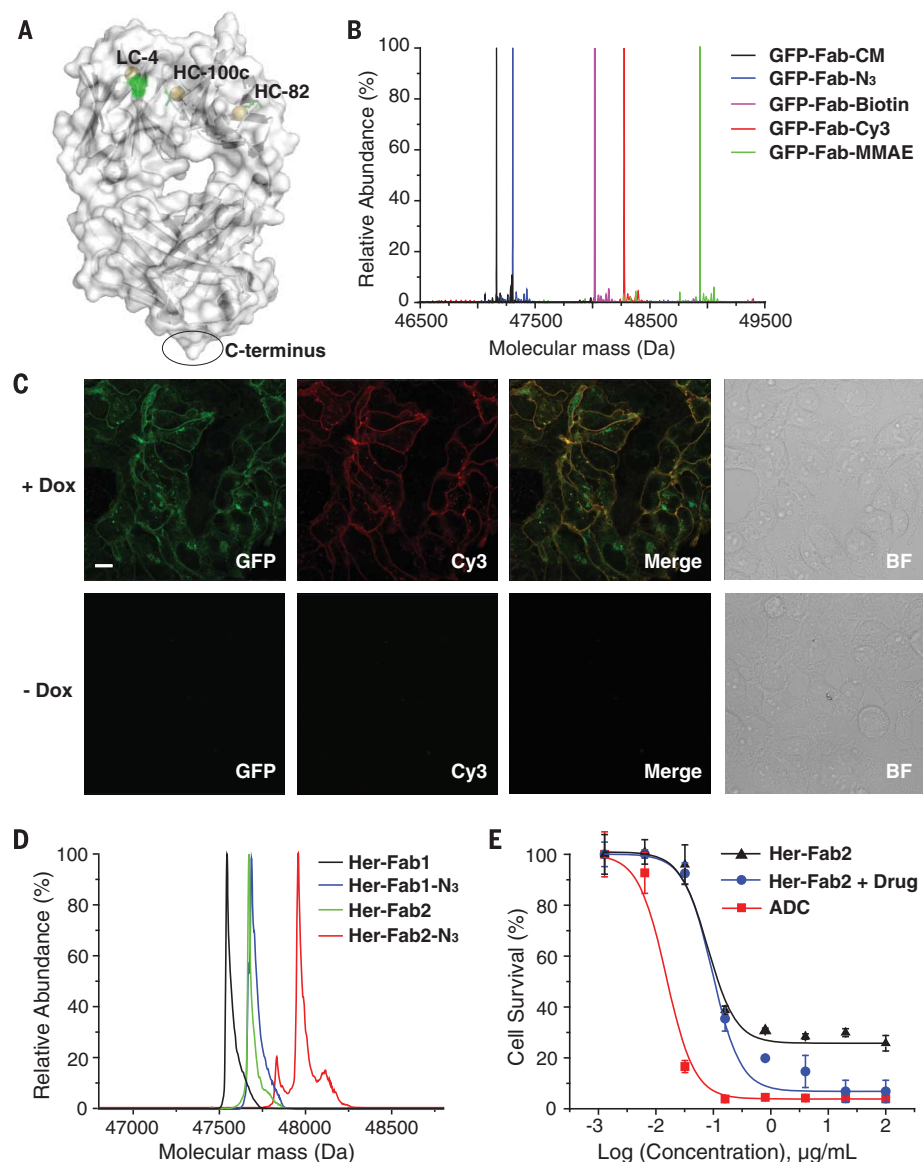 A
LC-4
HC-100c
HC-82
C-terminus
B
Relative Abundance (%)
100
80
60
40
20
0
46500 47500 48500 49500
Molecular mass (Da)
GFP-Fab-CM
GFP-Fab-N₃
GFP-Fab-Biotin
GFP-Fab-Cy3
GFP-Fab-MMAE
C
+ Dox
GFP
Cy3
Merge
BF
- Dox
GFP
Cy3
Merge
BF
D
Relative Abundance (%)
100
80
60
40
20
0
47000 47500 48000 48500
Molecular mass (Da)
Her-Fab1
Her-Fab1-N₃
Her-Fab2
Her-Fab2-N₃
E
Cell Survival (%)
100
80
60
40
20
0
-3 -2 -1 0 1 2
Log (Concentration), µg/mL
Her-Fab2
Her-Fab2 + Drug
ADC